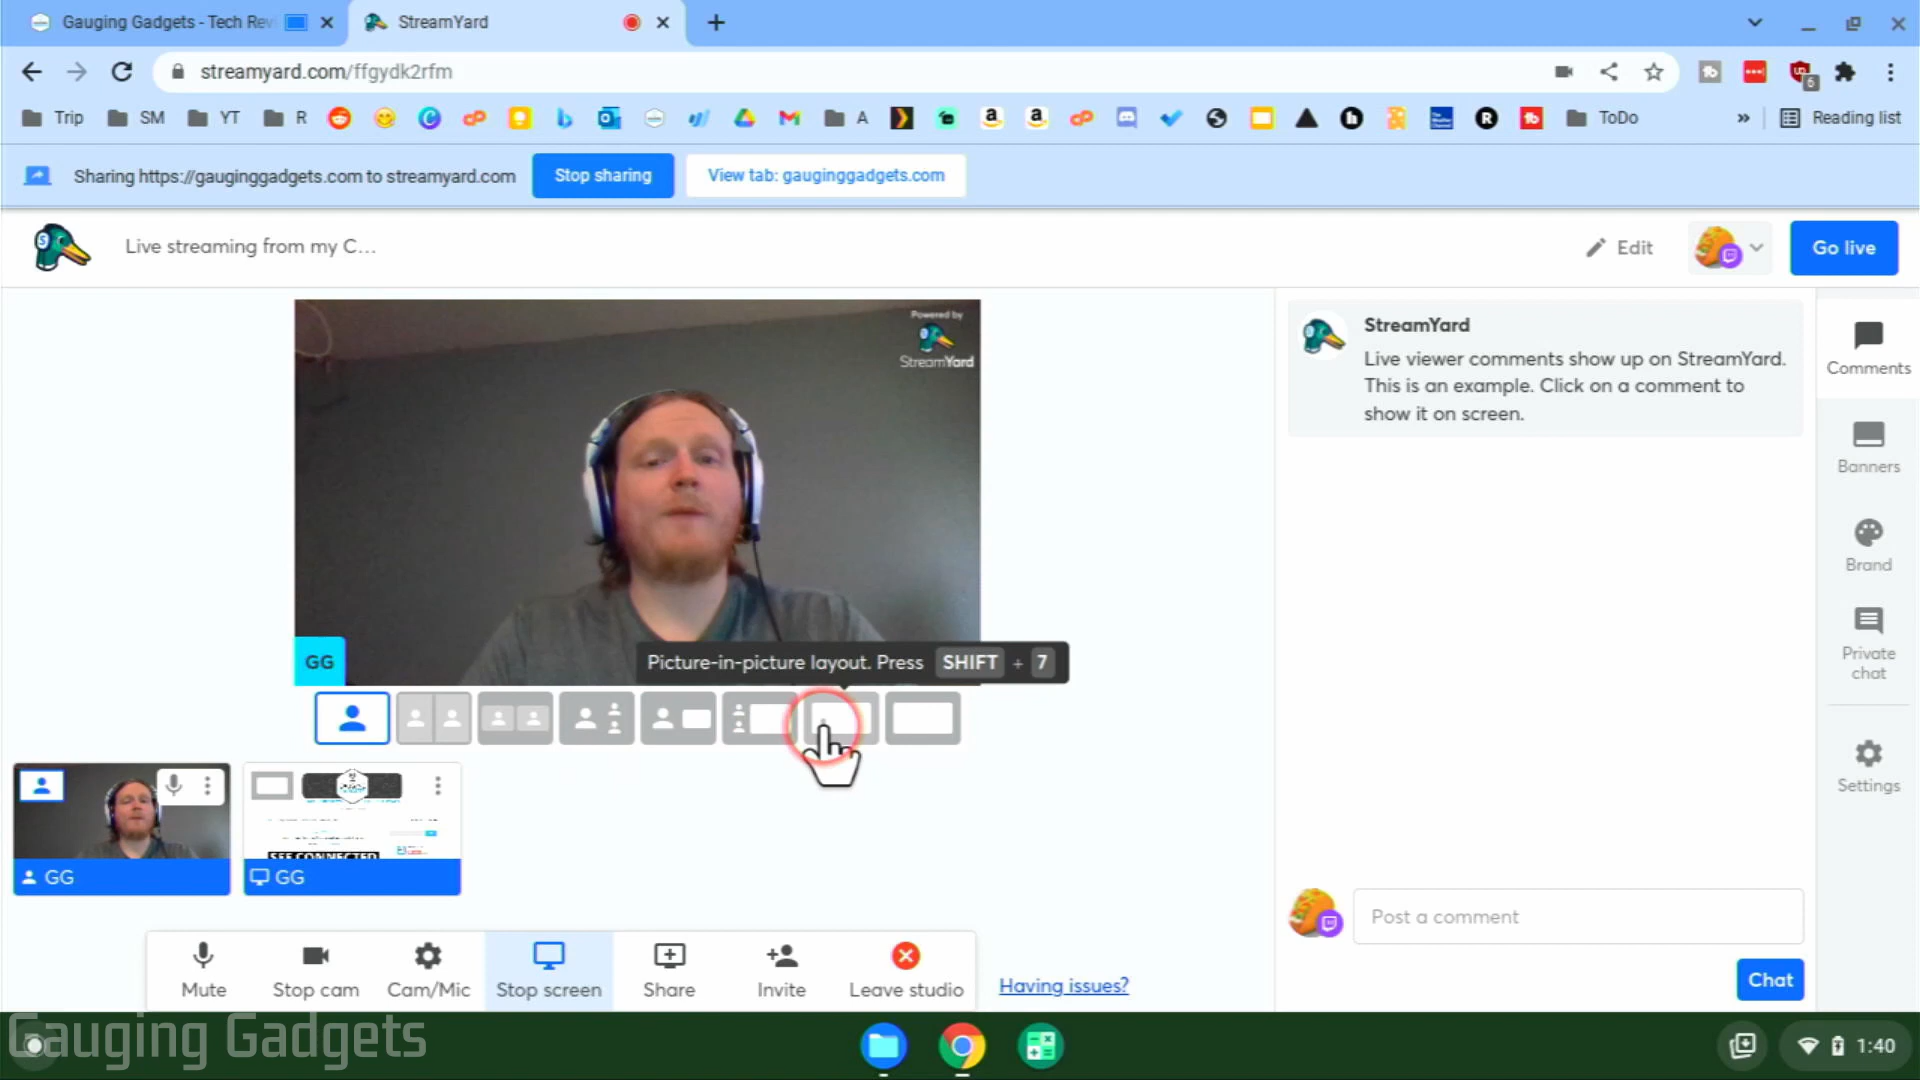 Gauging Gadgets - Tech Rev
StreamYard
streamyard.com/ffgydk2rfm
6
Trip
SM
YT
R
A
ToDo
»
Reading list
Sharing https://gauginggadgets.com to streamyard.com
Stop sharing
View tab: gauginggadgets.com
Live streaming from my C...
Edit
Go live
Powered by
StreamYard
StreamYard
Live viewer comments show up on StreamYard.
This is an example. Click on a comment to
show it on screen.
Comments
Banners
Brand
Private
chat
Settings
GG
Picture-in-picture layout. Press SHIFT + 7
SEE CONNECTED
GG
GG
Post a comment
Chat
Mute
Stop cam
Cam/Mic
Stop screen
Share
Invite
Leave studio
Having issues?
Gauging Gadgets
1:40